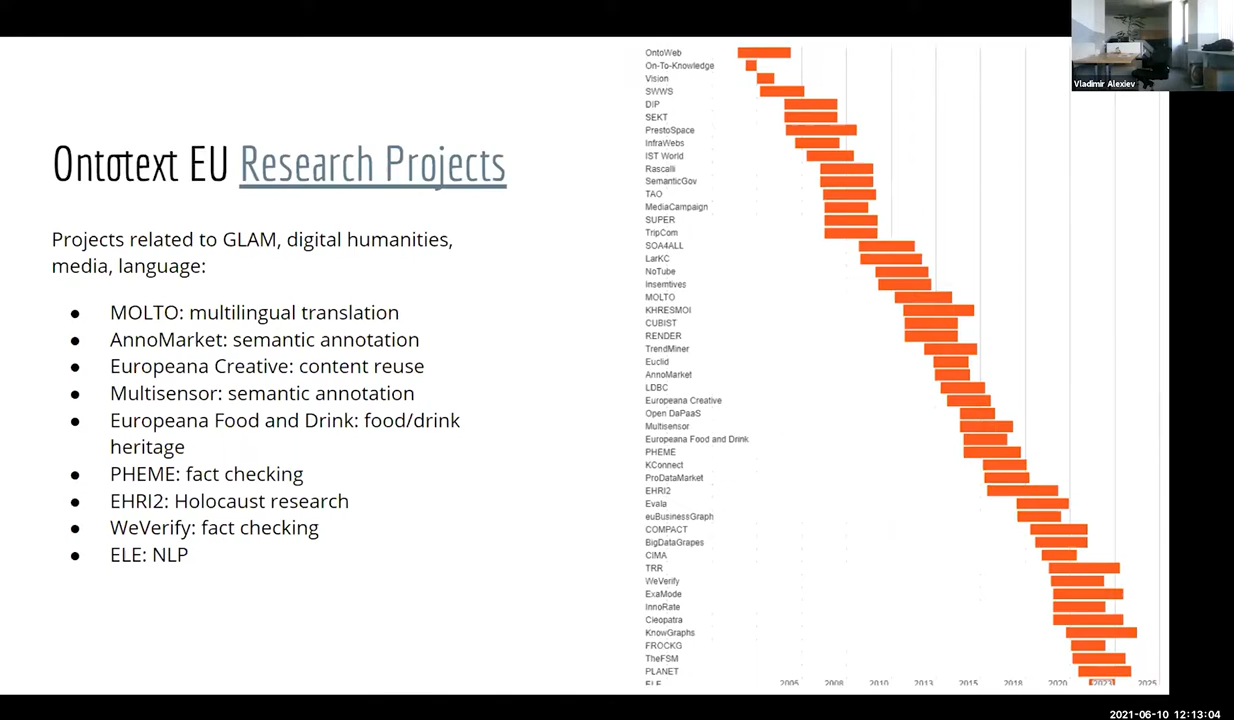 Vladimir Alexiev
Ontotext EU Research Projects
Projects related to GLAM, digital humanities,
media, language:
● MOLTO: multilingual translation
● AnnoMarket: semantic annotation
● Europeana Creative: content reuse
● Multisensor: semantic annotation
● Europeana Food and Drink: food/drink
heritage
● PHEME: fact checking
● EHRI2: Holocaust research
● WeVerify: fact checking
● ELE: NLP
OntoWeb
On-To-Knowledge
Vision
SWWS
DIP
SEKT
PrestoSpace
InfraWebs
IST World
Rascalli
SemanticGov
TAO
MediaCampaign
SUPER
TripCom
SOA4ALL
LarKC
NoTube
Insemtives
MOLTO
KHRESMOI
CUBIST
RENDER
TrendMiner
Euclid
AnnoMarket
LDBC
Europeana Creative
Open DaPaaS
Multisensor
Europeana Food and Drink
PHEME
KConnect
ProDataMarket
EHRI2
Evala
euBusinessGraph
COMPACT
BigDataGrapes
CIMA
TRR
WeVerify
ExaMode
InnoRate
Cleopatra
KnowGraphs
FROCKG
TheFSM
PLANET
ELE
2005 2008 2010 2013 2015 2018 2020 2023 2025
2021-06-10 12:13:04